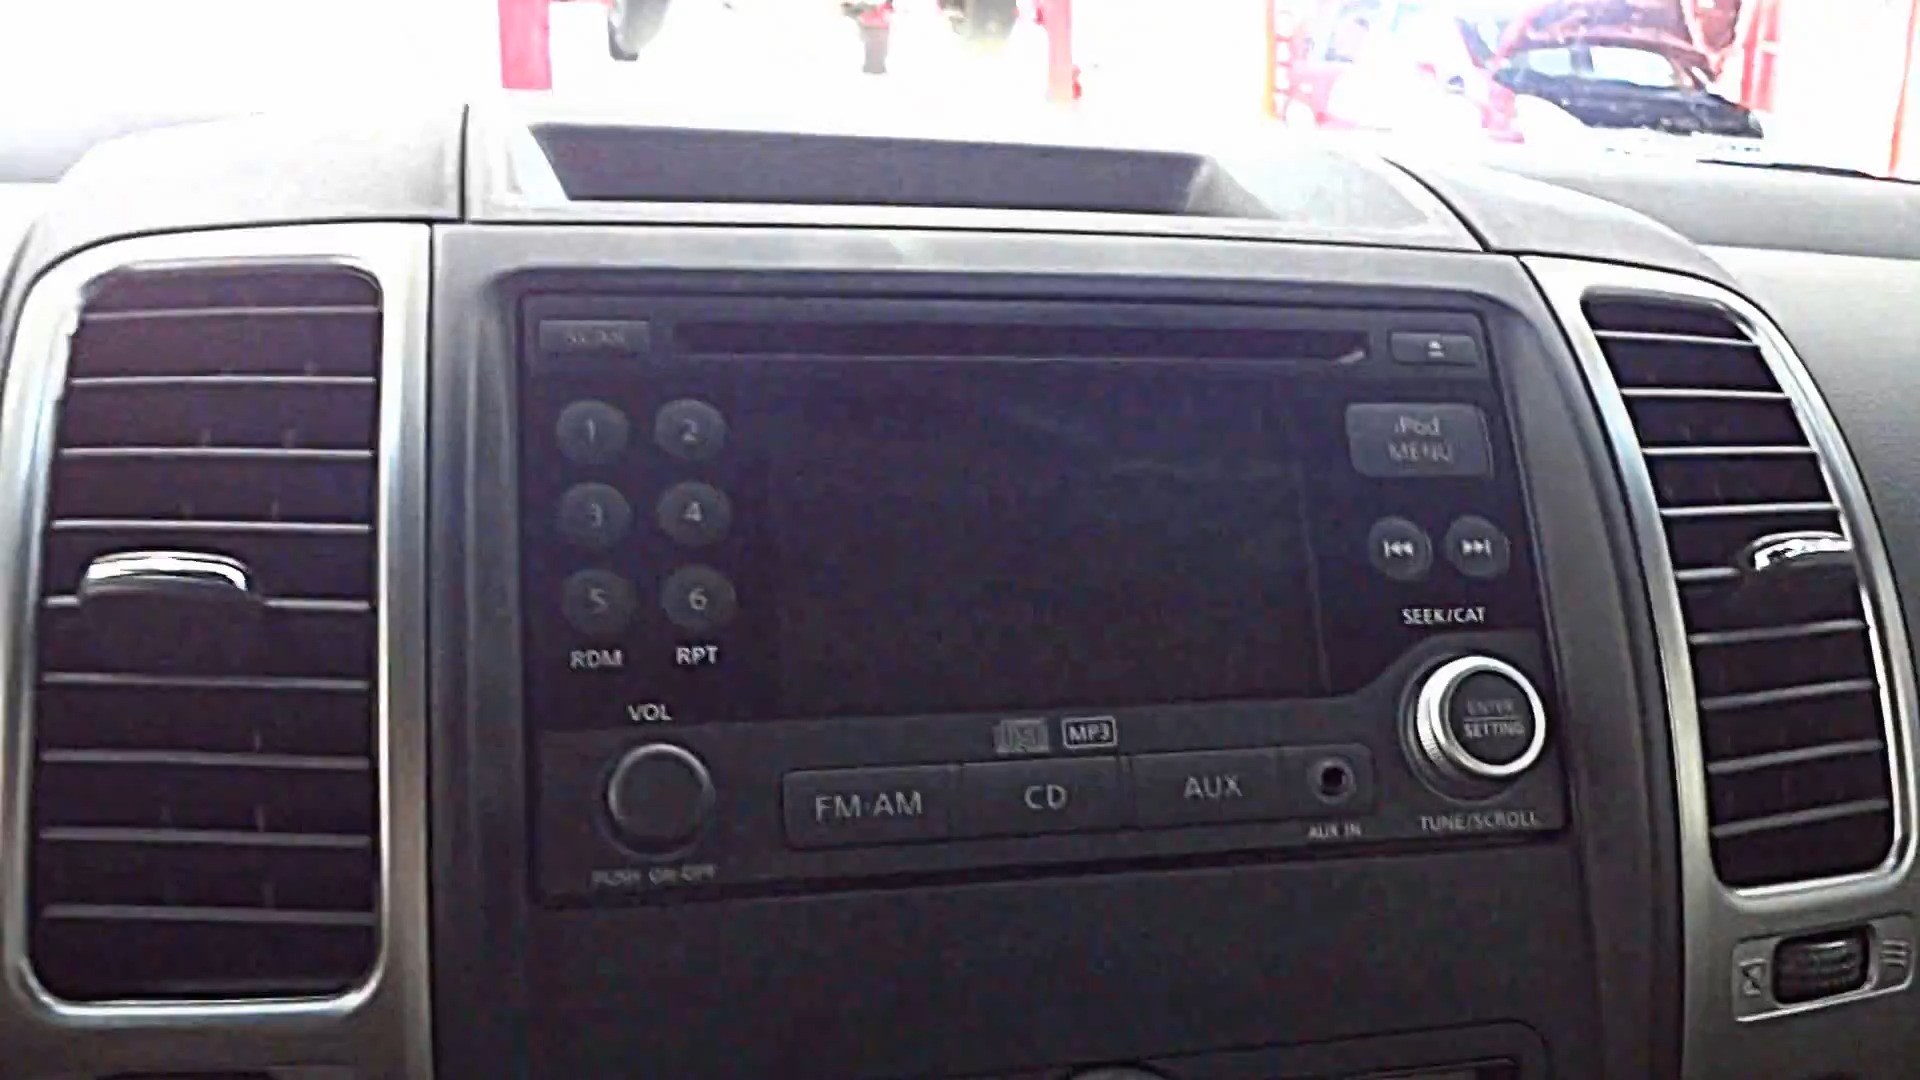 SCAN
1 2
iPod
MENU
3 4
5 6
RDM RPT
SEEK/CAT
VOL
MP3
ENTER
SETTING
FM·AM CD AUX
AUX IN
TUNE/SCROLL
PUSH ON·OFF